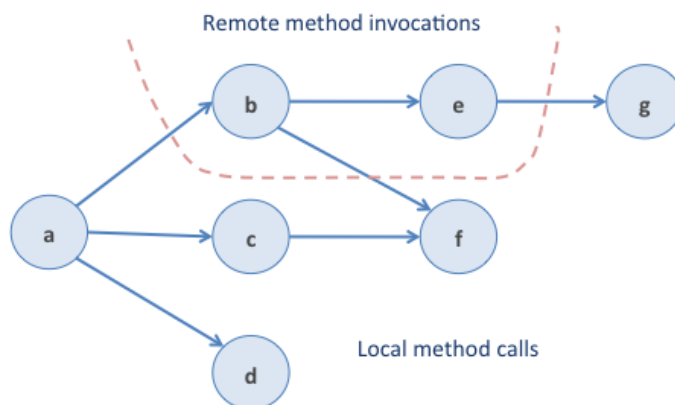 Remote method invocations
b
e
g
a
c
f
d
Local method calls